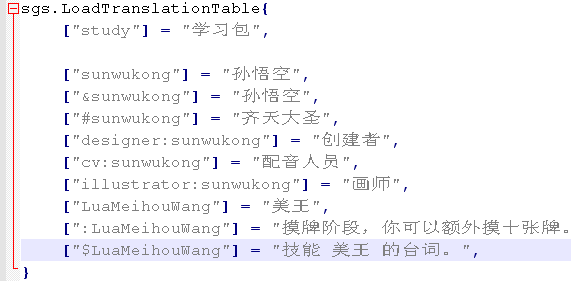 sgs.LoadTranslationTable{
["study"] = "学习包",
["sunwukong"] = "孙悟空",
["&sunwukong"] = "孙悟空",
["#sunwukong"] = "齐天大圣",
["designer:sunwukong"] = "创建者",
["cv:sunwukong"] = "配音人员",
["illustrator:sunwukong"] = "画师",
["LuaMeihouWang"] = "美王",
[":LuaMeihouWang"] = "摸牌阶段，你可以额外摸十张牌。
["$LuaMeihouWang"] = "技能 美王 的台词。",
}